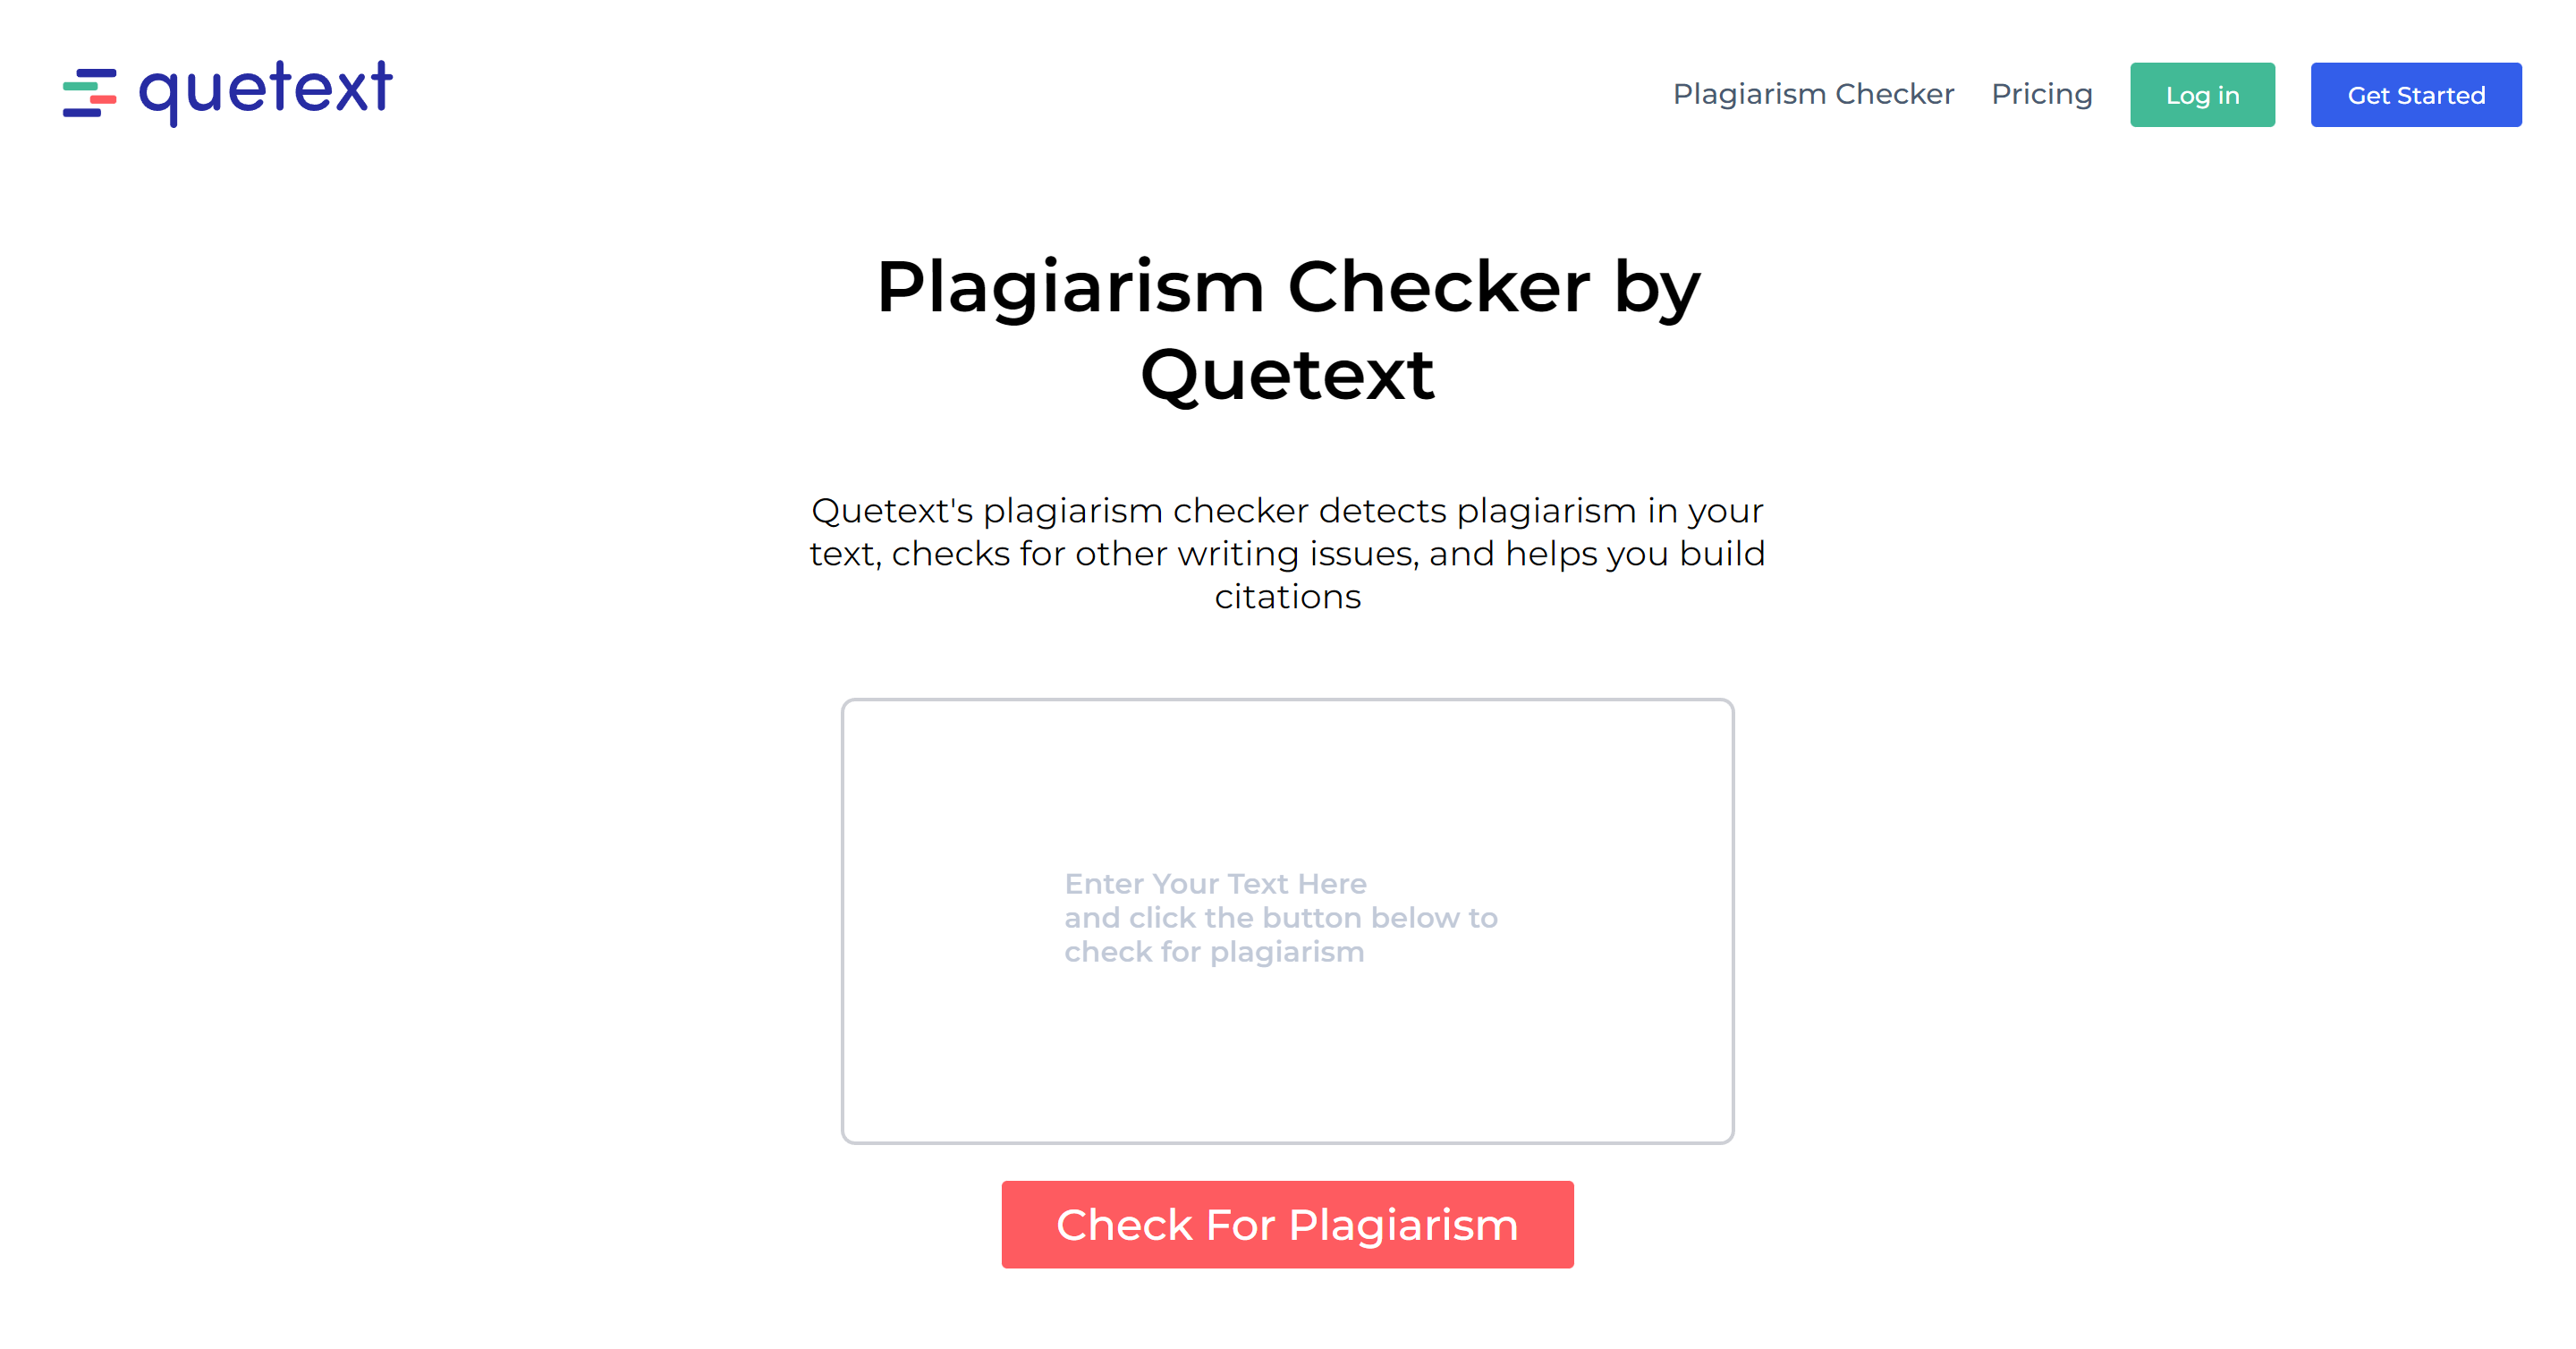 quetext
Plagiarism Checker
Pricing
Log in
Get Started
Plagiarism Checker by
Quetext
Quetext's plagiarism checker detects plagiarism in your
text, checks for other writing issues, and helps you build
citations
Enter Your Text Here
and click the button below to
check for plagiarism
Check For Plagiarism